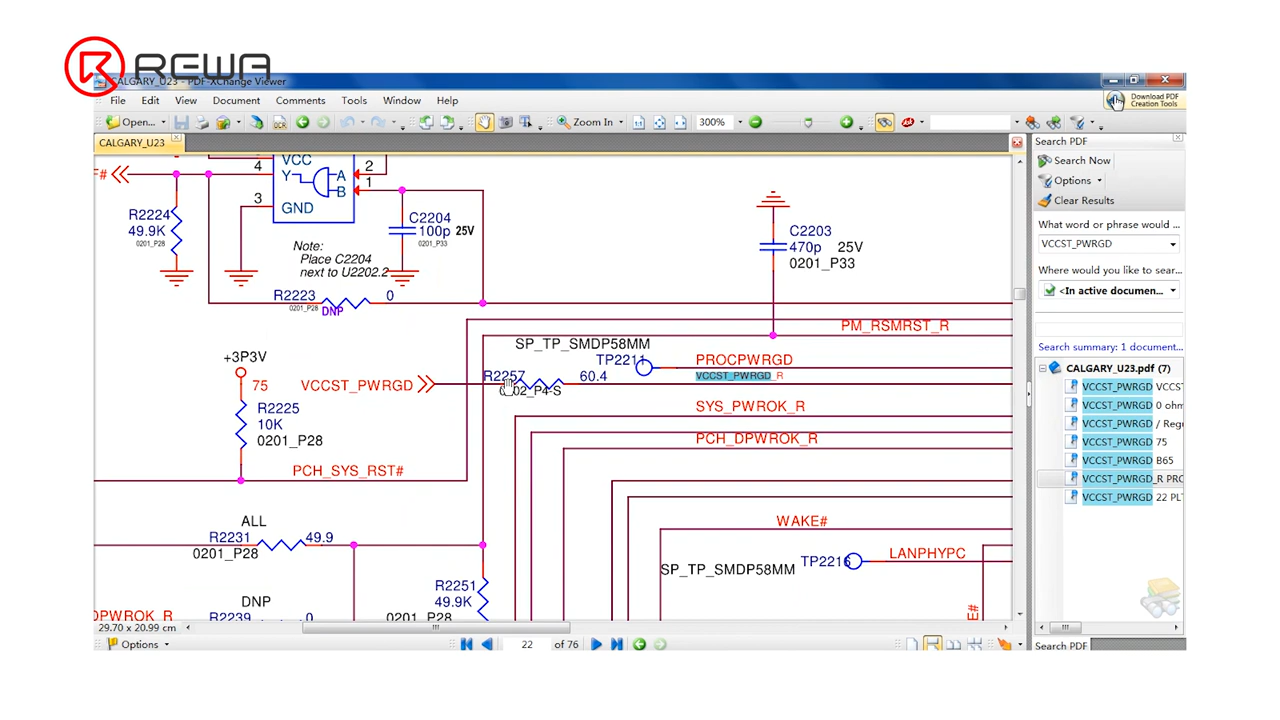 REWA
CALGARY_U23 - PDF-XChange Viewer
File Edit View Document Comments Tools Window Help
Download PDF
Creation Tools
Open... OCR Zoom In 300%
CALGARY_U23
Search PDF
Search Now
Options
Clear Results
What word or phrase would
VCCST_PWRGD
Where would you like to sear...
<In active documen...
Search summary: 1 document...
CALGARY_U23.pdf (7)
VCCST_PWRGD VCCS
VCCST_PWRGD 0 ohm
VCCST_PWRGD / Regu
VCCST_PWRGD 75
VCCST_PWRGD B65
VCCST_PWRGD_R PRO
VCCST_PWRGD 22 PLT
Search PDF
VCC
4 Y A 2
B 1
F#
3 GND
R2224
49.9K
0201_P28
C2204
100p 25V
0201_P33
Note:
Place C2204
next to U2202.2
C2203
470p 25V
0201_P33
R2223 0
0201_P28
DNP
PM_RSMRST_R
SP_TP_SMDP58MM
TP2211
PROCPWRGD
+3P3V
75 VCCST_PWRGD
R2257 60.4
VCCST_PWRGD_R
R2225
10K
0201_P28
SYS_PWROK_R
PCH_DPWROK_R
PCH_SYS_RST#
ALL
R2231 49.9
0201_P28
WAKE#
LANPHYPC
TP2216
SP_TP_SMDP58MM
R2251
49.9K
DNP
R2239 0
0201_P28
DPWROK_R
E#
29.70 x 20.99 cm
Options
22 of 76